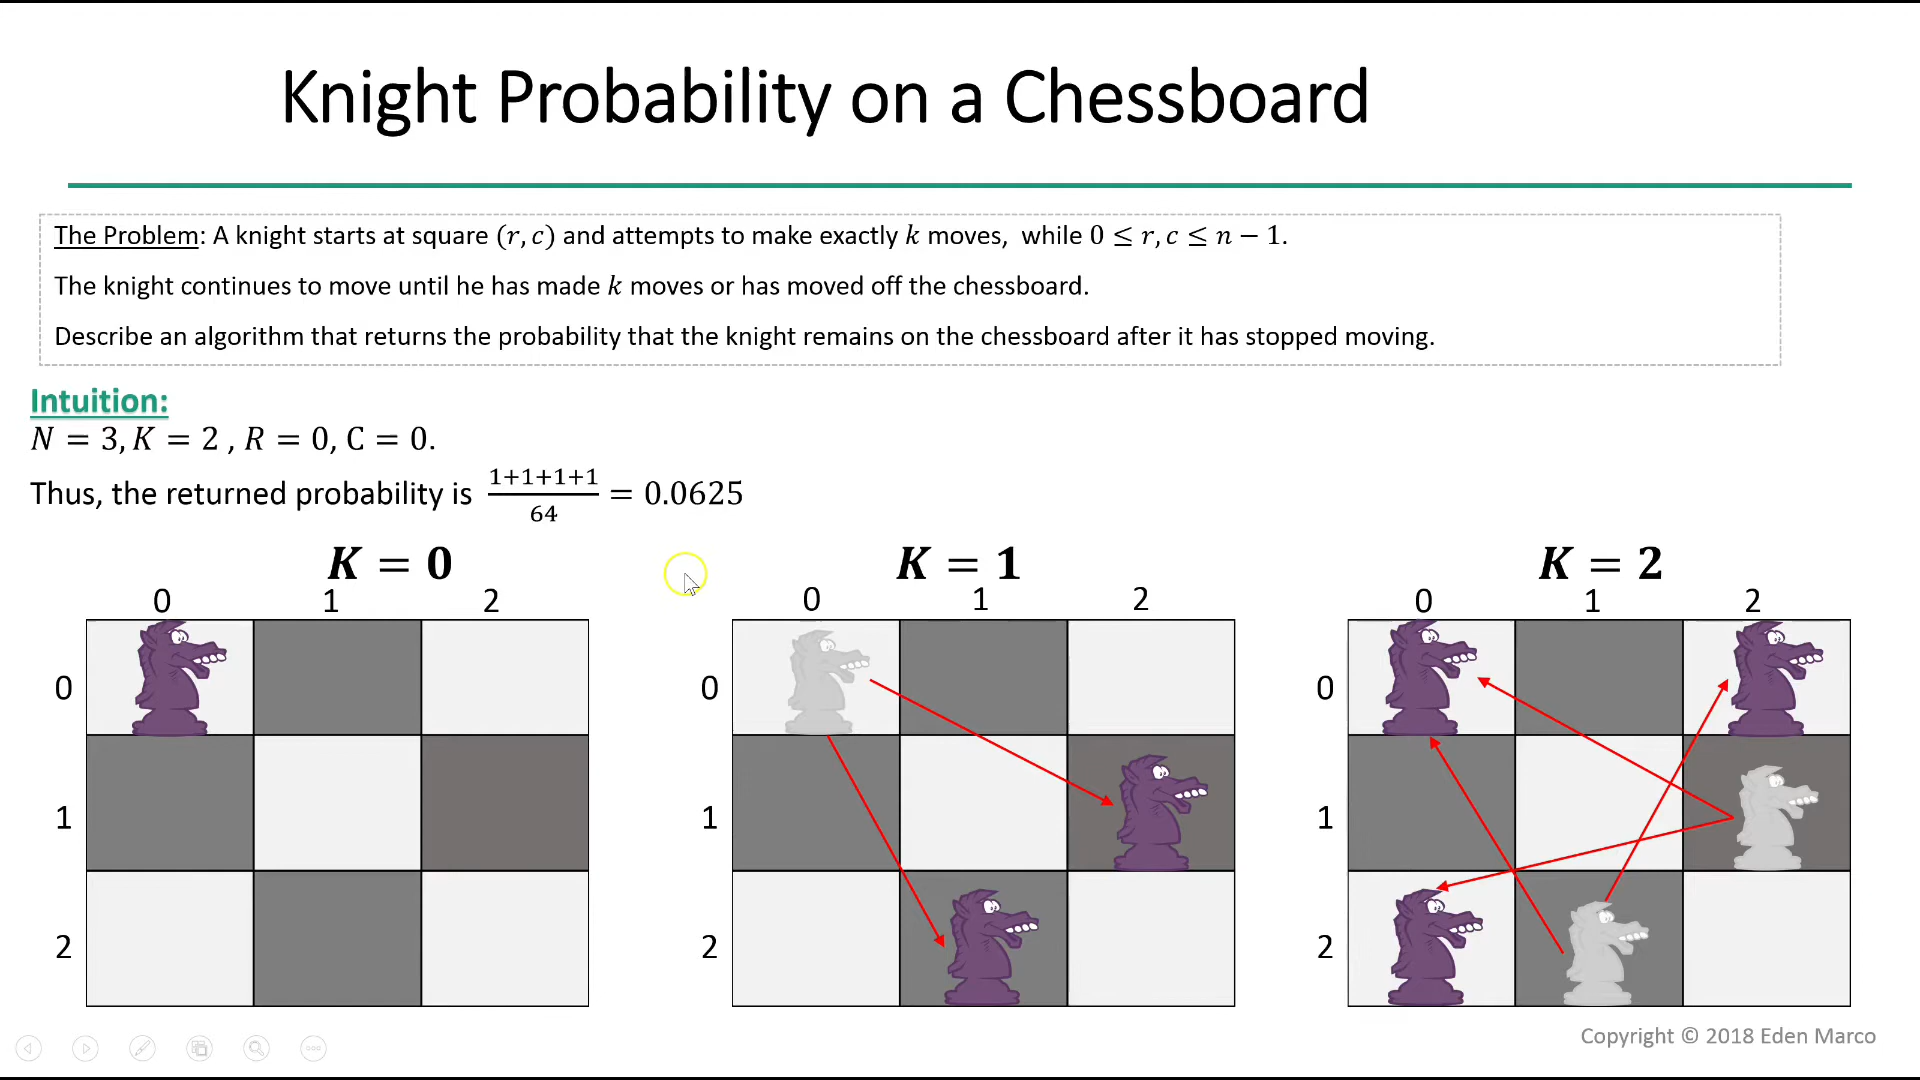 Knight Probability on a Chessboard
The Problem: A knight starts at square (r, c) and attempts to make exactly k moves, while 0 ≤ r, c ≤ n − 1.
The knight continues to move until he has made k moves or has moved off the chessboard.
Describe an algorithm that returns the probability that the knight remains on the chessboard after it has stopped moving.
Intuition:
N = 3, K = 2 , R = 0, C = 0.
Thus, the returned probability is (1+1+1+1)/64 = 0.0625
K = 0
0 1 2
0
1
2
K = 1
0 1 2
0
1
2
K = 2
0 1 2
0
1
2
Copyright © 2018 Eden Marco